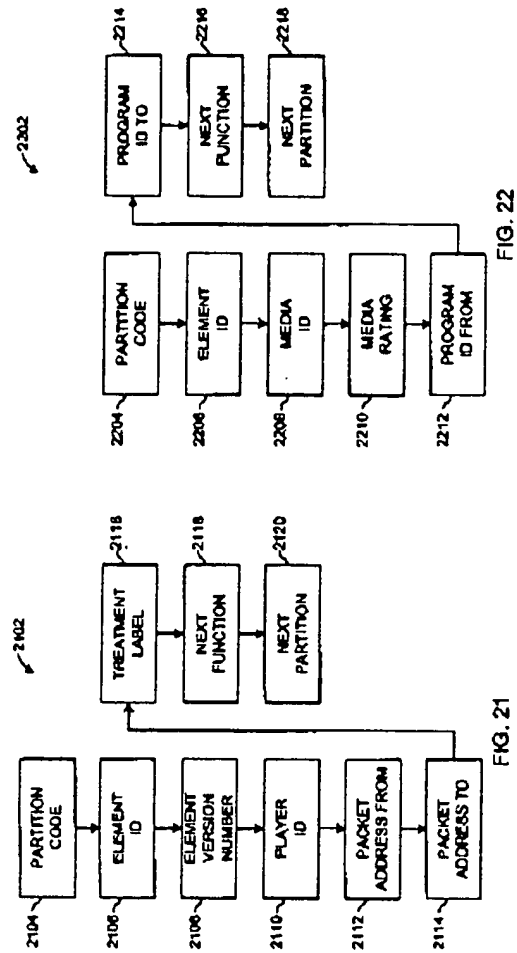 2102
2104
PARTITION
CODE
2106
ELEMENT
ID
2108
ELEMENT
VERSION
NUMBER
2110
PLAYER
ID
2112
PACKET
ADDRESS FROM
2114
PACKET
ADDRESS TO
TREATMENT
LABEL
2116
NEXT
FUNCTION
2118
NEXT
PARTITION
2120
FIG. 21
2202
2204
PARTITION
CODE
2206
ELEMENT
ID
2208
MEDIA
ID
2210
MEDIA
RATING
2212
PROGRAM
ID FROM
PROGRAM
ID TO
2214
NEXT
FUNCTION
2216
NEXT
PARTITION
2218
FIG. 22